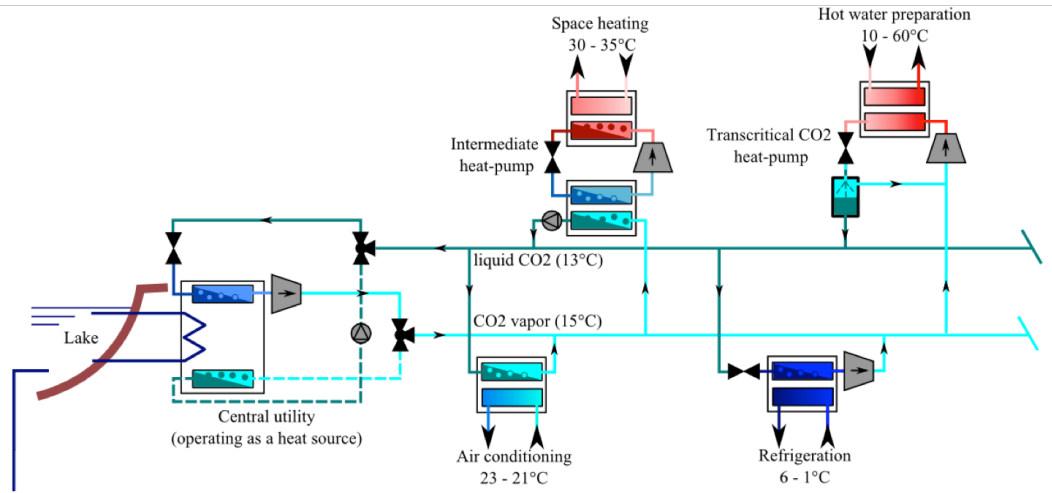 Space heating
30 - 35°C
Hot water preparation
10 - 60°C
Intermediate
heat-pump
Transcritical CO2
heat-pump
liquid CO2 (13°C)
CO2 vapor (15°C)
Lake
Central utility
(operating as a heat source)
Air conditioning
23 - 21°C
Refrigeration
6 - 1°C